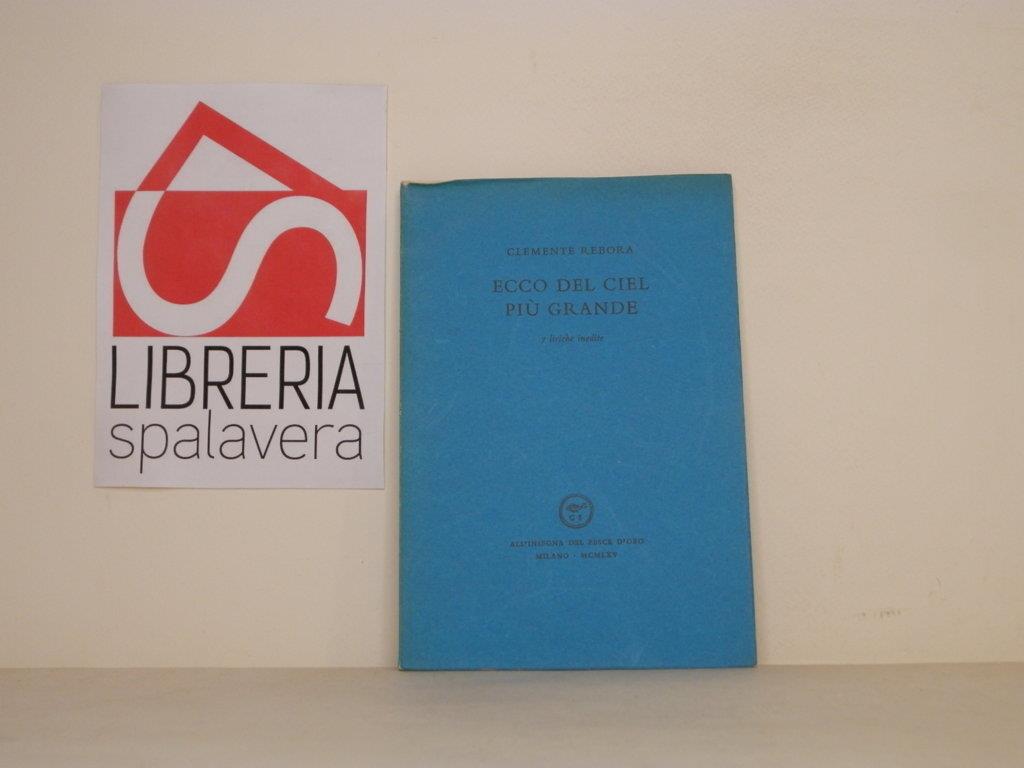 LIBRERIA
spalavera
CLEMENTE REBORA
ECCO DEL CIEL
PIÙ GRANDE
7 liriche inedite
ALL'INSEGNA DEL PESCE D'ORO
MILANO · MCMLXV